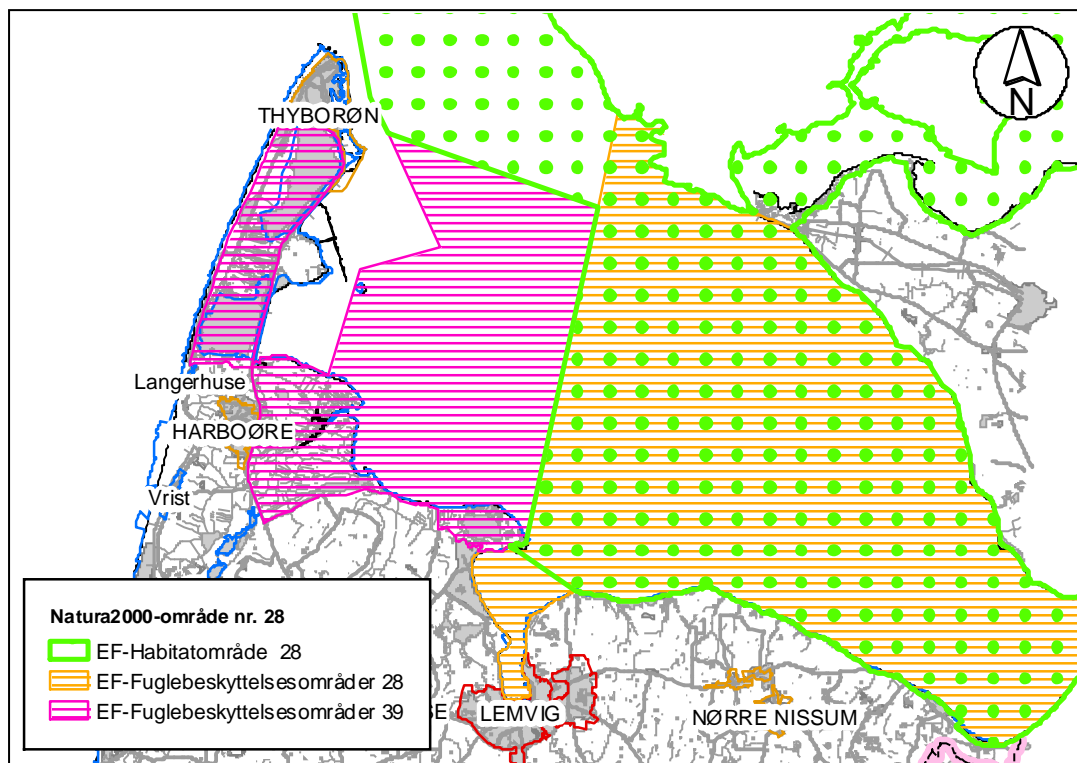 N
THYBORØN
Langerhuse
HARBOØRE
Vrist
Natura2000-område nr. 28
EF-Habitatområde 28
EF-Fuglebeskyttelsesområder 28
EF-Fuglebeskyttelsesområder 39
SE
LEMVIG
NØRRE NISSUM